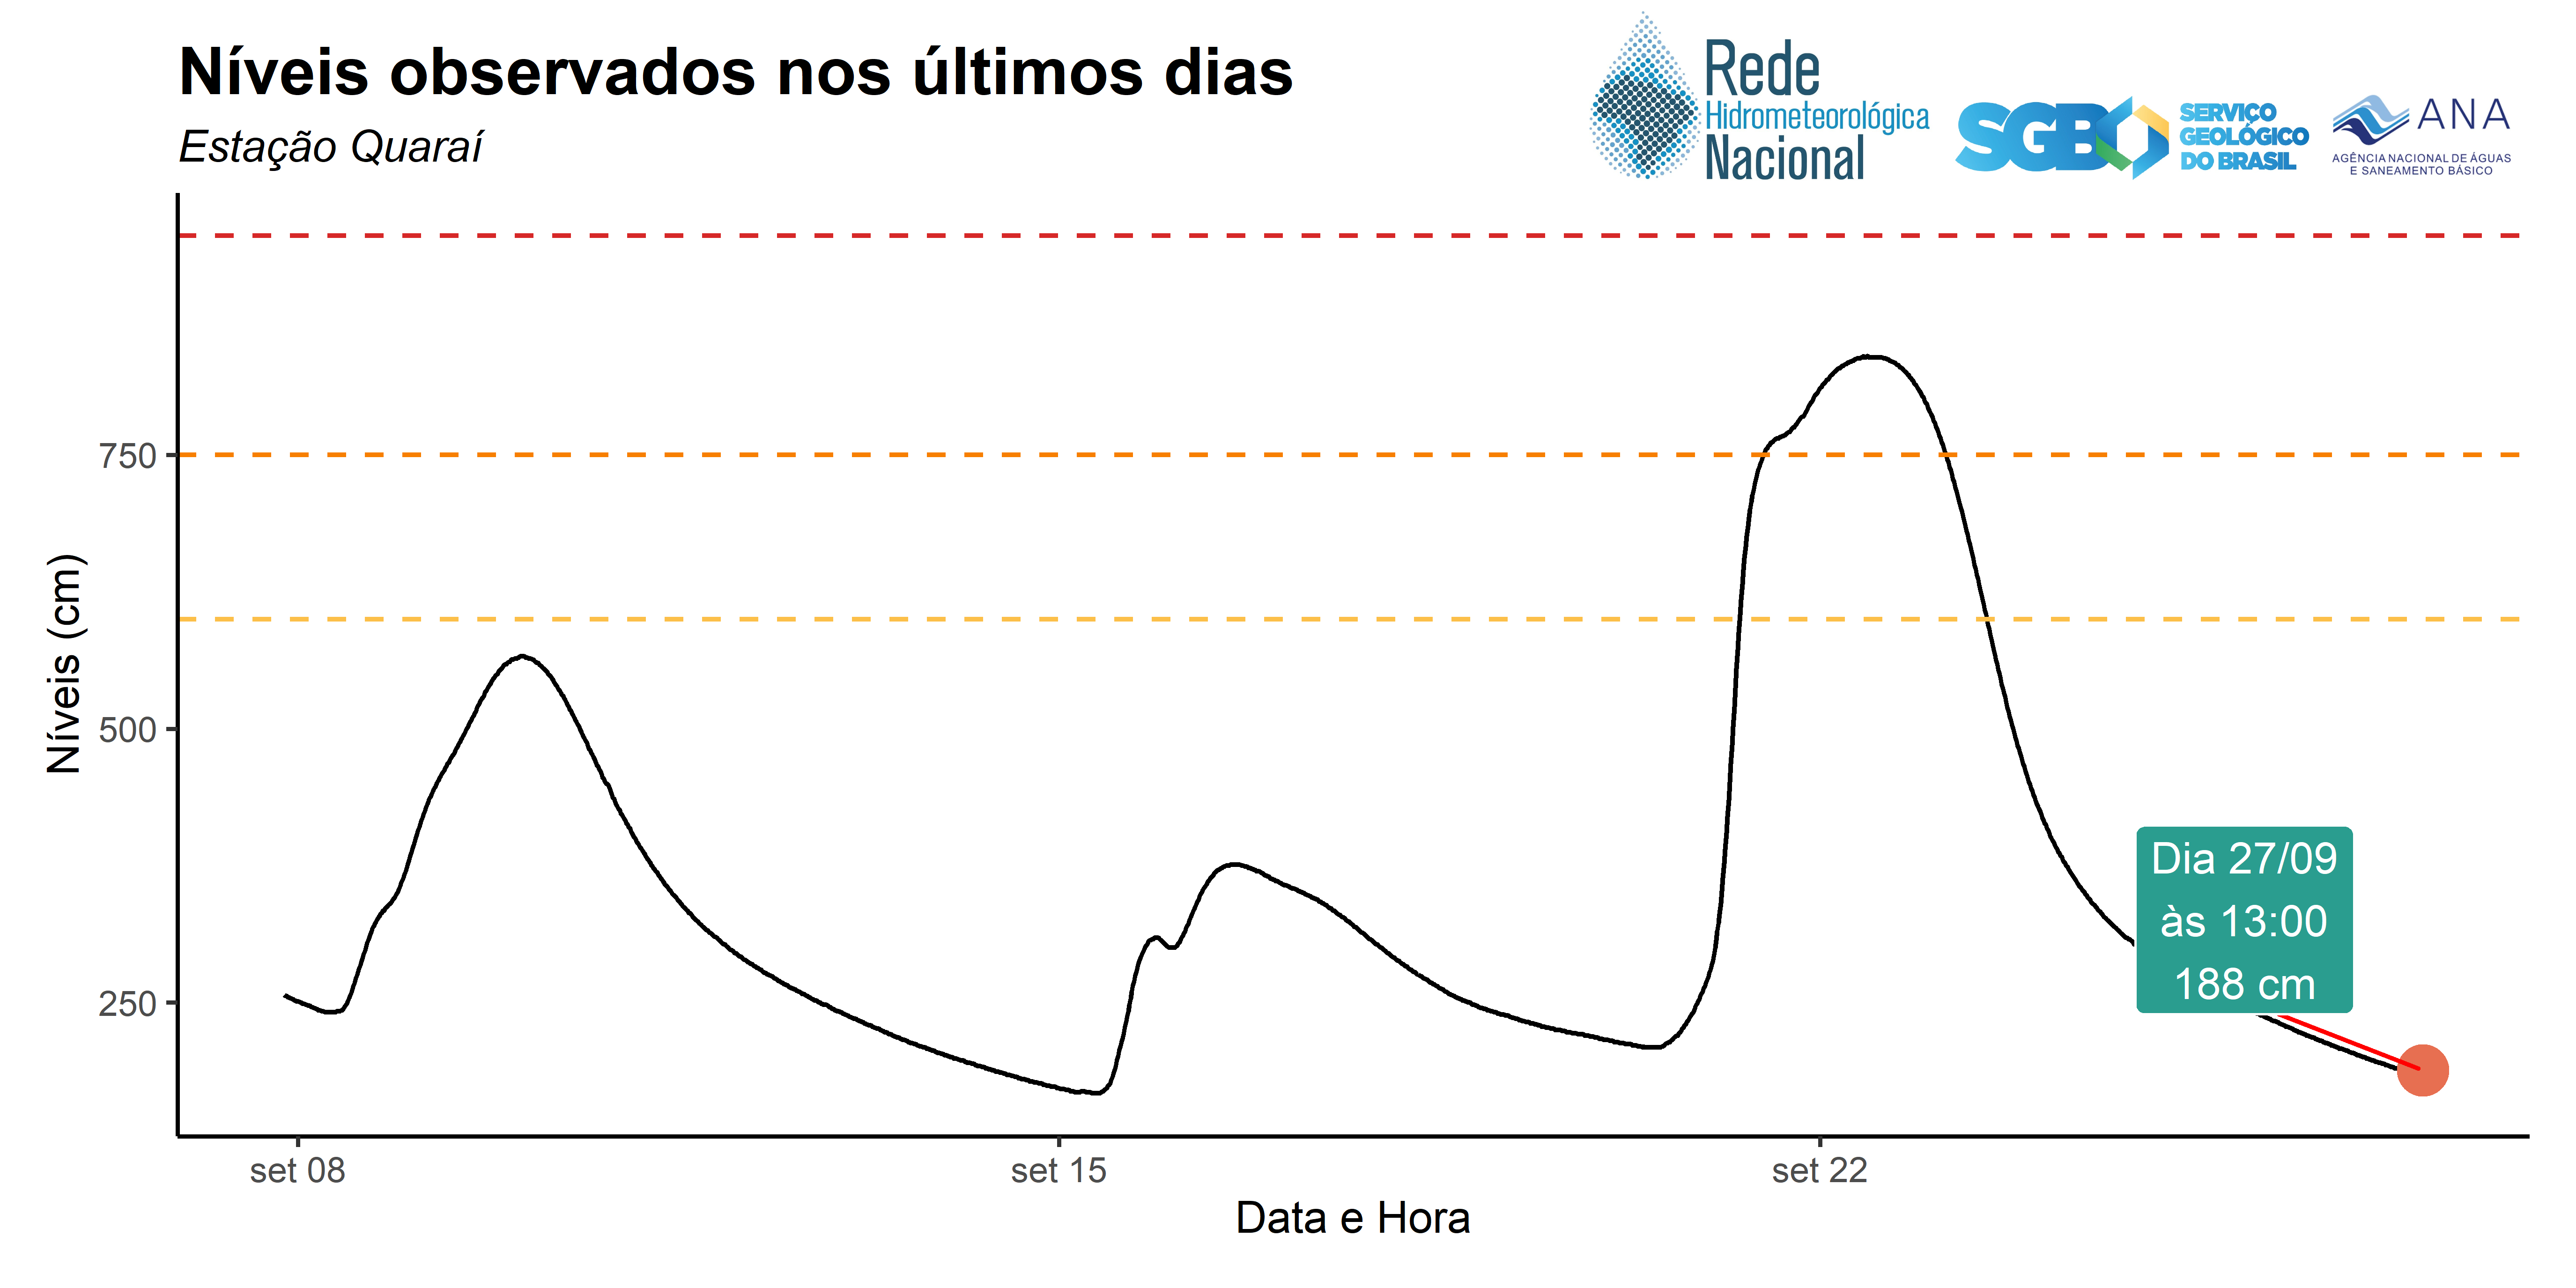 Níveis observados nos últimos dias
Estação Quaraí
Rede
Hidrometeorológica
Nacional
SGB
SERVIÇO
GEOLÓGICO
DO BRASIL
ANA
AGÊNCIA NACIONAL DE ÁGUAS
E SANEAMENTO BÁSICO
Níveis (cm)
750
500
250
Dia 27/09
às 13:00
188 cm
set 08
set 15
set 22
Data e Hora